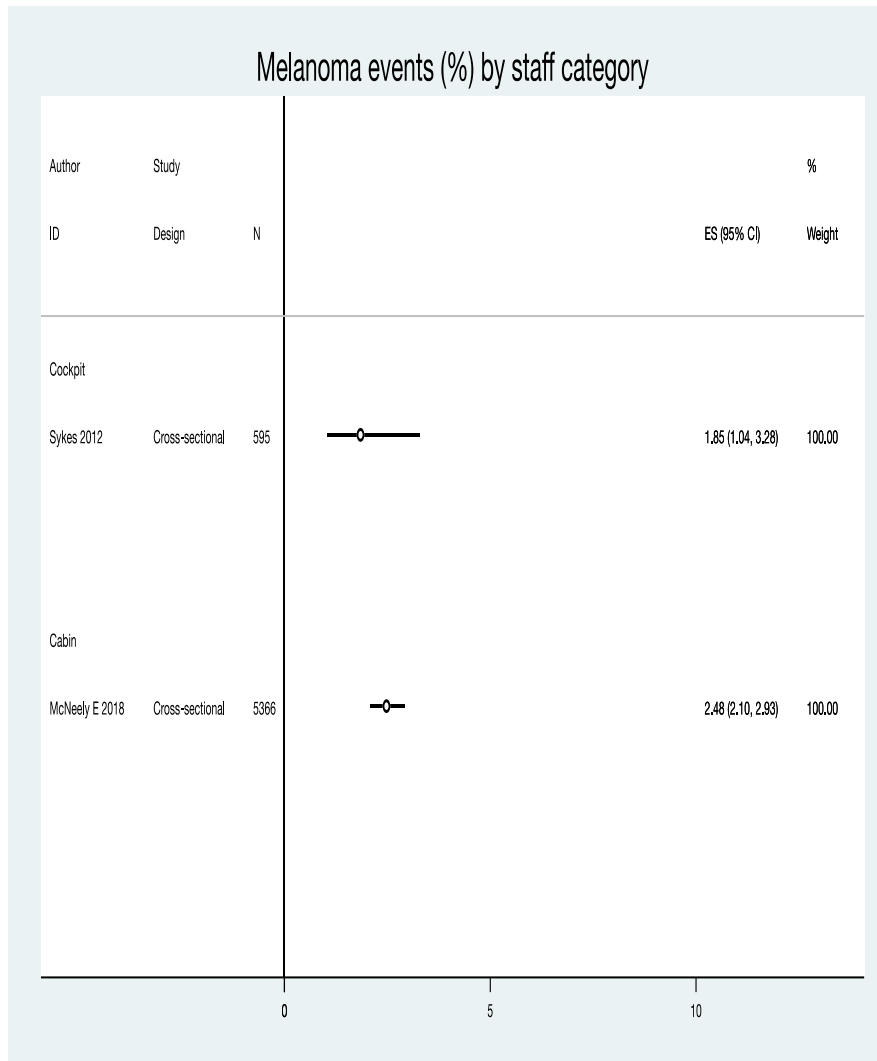 Melanoma events (%) by staff category
Author Study %
ID Design N ES (95% CI) Weight
Cockpit
Sykes 2012 Cross-sectional 595 1.85 (1.04, 3.28) 100.00
Cabin
McNeely E 2018 Cross-sectional 5366 2.48 (2.10, 2.93) 100.00
0 5 10